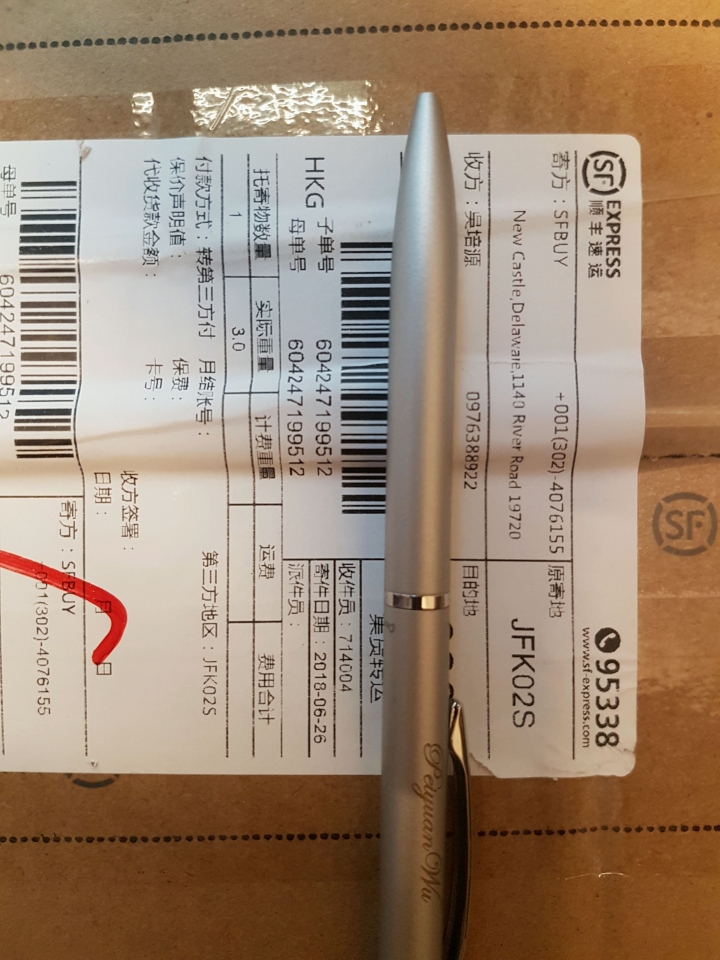 SF EXPRESS
顺丰速运
95338
www.sf-express.com
寄方：SFBUY
+001(302)-4076155
New Castle,Delaware,1140 River Road 19720
原寄地
JFK02S
收方：吳培源
0976388922
目的地
子单号 604247199512
HKG 母单号 604247199512
集货转运
收件员：714004
寄件日期：2018-06-26
派件员：
托寄物数量 实际重量 计费重量 运费 费用合计
1 3.0
付款方式：转第三方付 月结账号： 第三方地区：JFK02S
保价声明值： 保费：
代收货款金额： 卡号：
收方签署：
日期： 月 日
母单号 604247199512
寄方：SFBUY
001(302)-4076155
SF
Peiyuan Wu